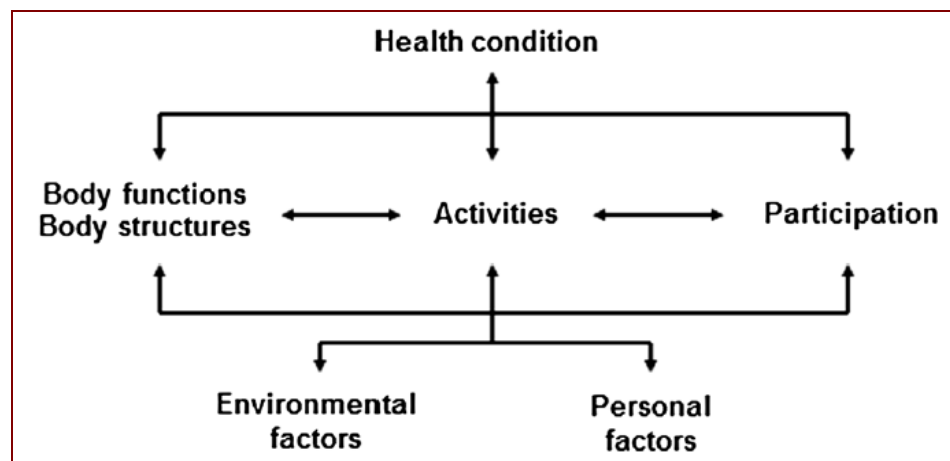 Health condition
Body functions
Body structures
Activities
Participation
Environmental
factors
Personal
factors